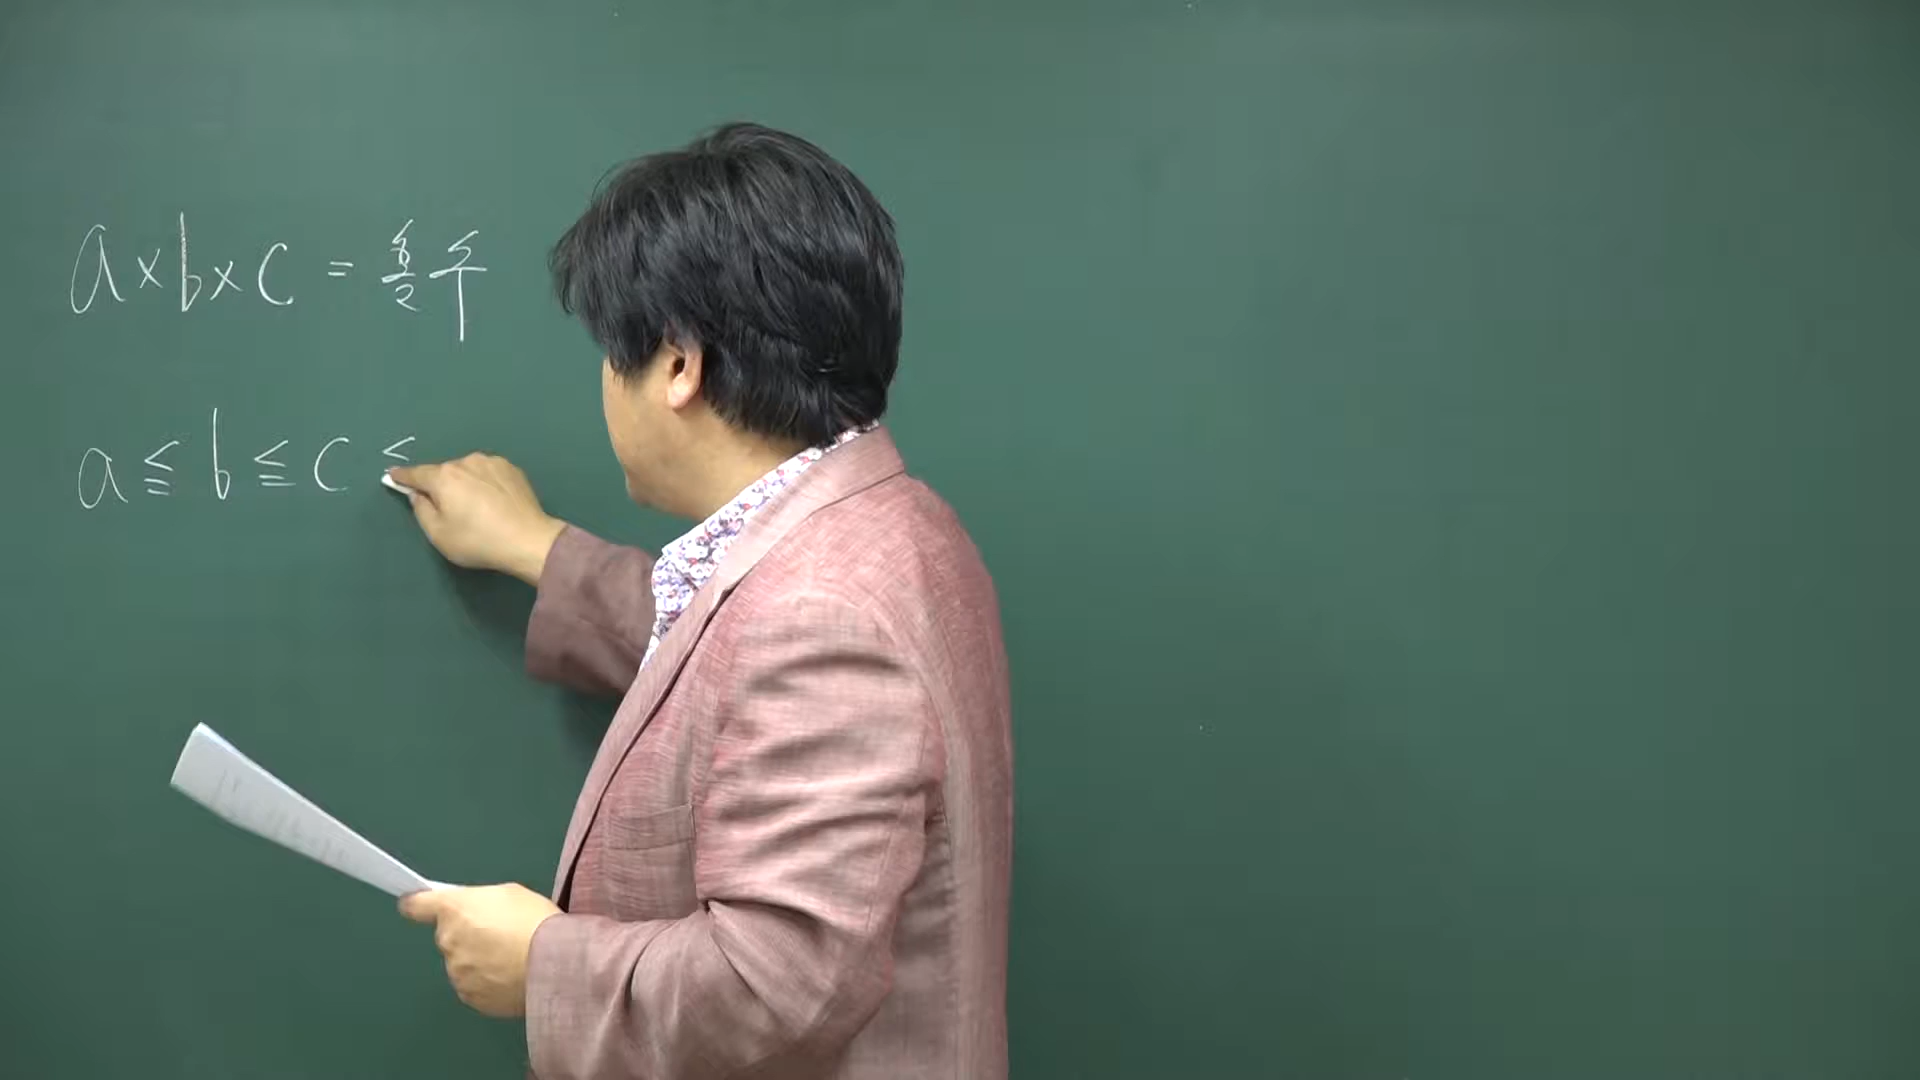 a×b×c = 홀수
a ≦ b ≦ c ≦